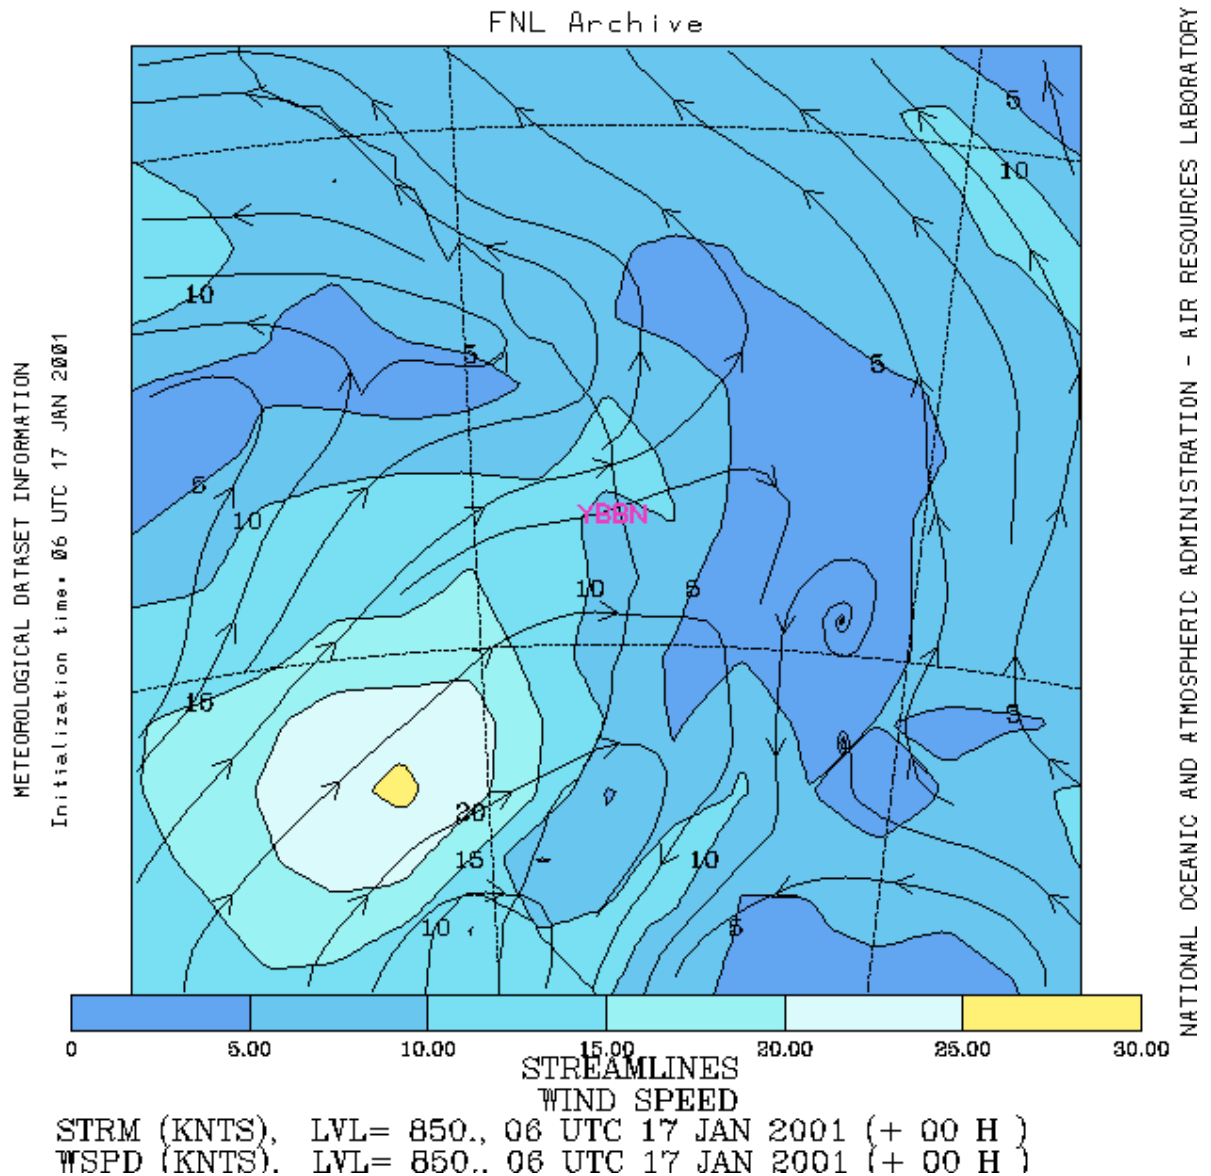 FNL Archive
METEOROLOGICAL DATASET INFORMATION
Initialization time: 06 UTC 17 JAN 2001
NATIONAL OCEANIC AND ATMOSPHERIC ADMINISTRATION - AIR RESOURCES LABORATORY
5
10
10
5
5
5
10
YBBN
10
5
15
5
20
15
10
10
5
0 5.00 10.00 15.00 20.00 25.00 30.00
STREAMLINES
WIND SPEED
STRM (KNTS), LVL= 850., 06 UTC 17 JAN 2001 (+ 00 H )
WSPD (KNTS), LVL= 850., 06 UTC 17 JAN 2001 (+ 00 H )